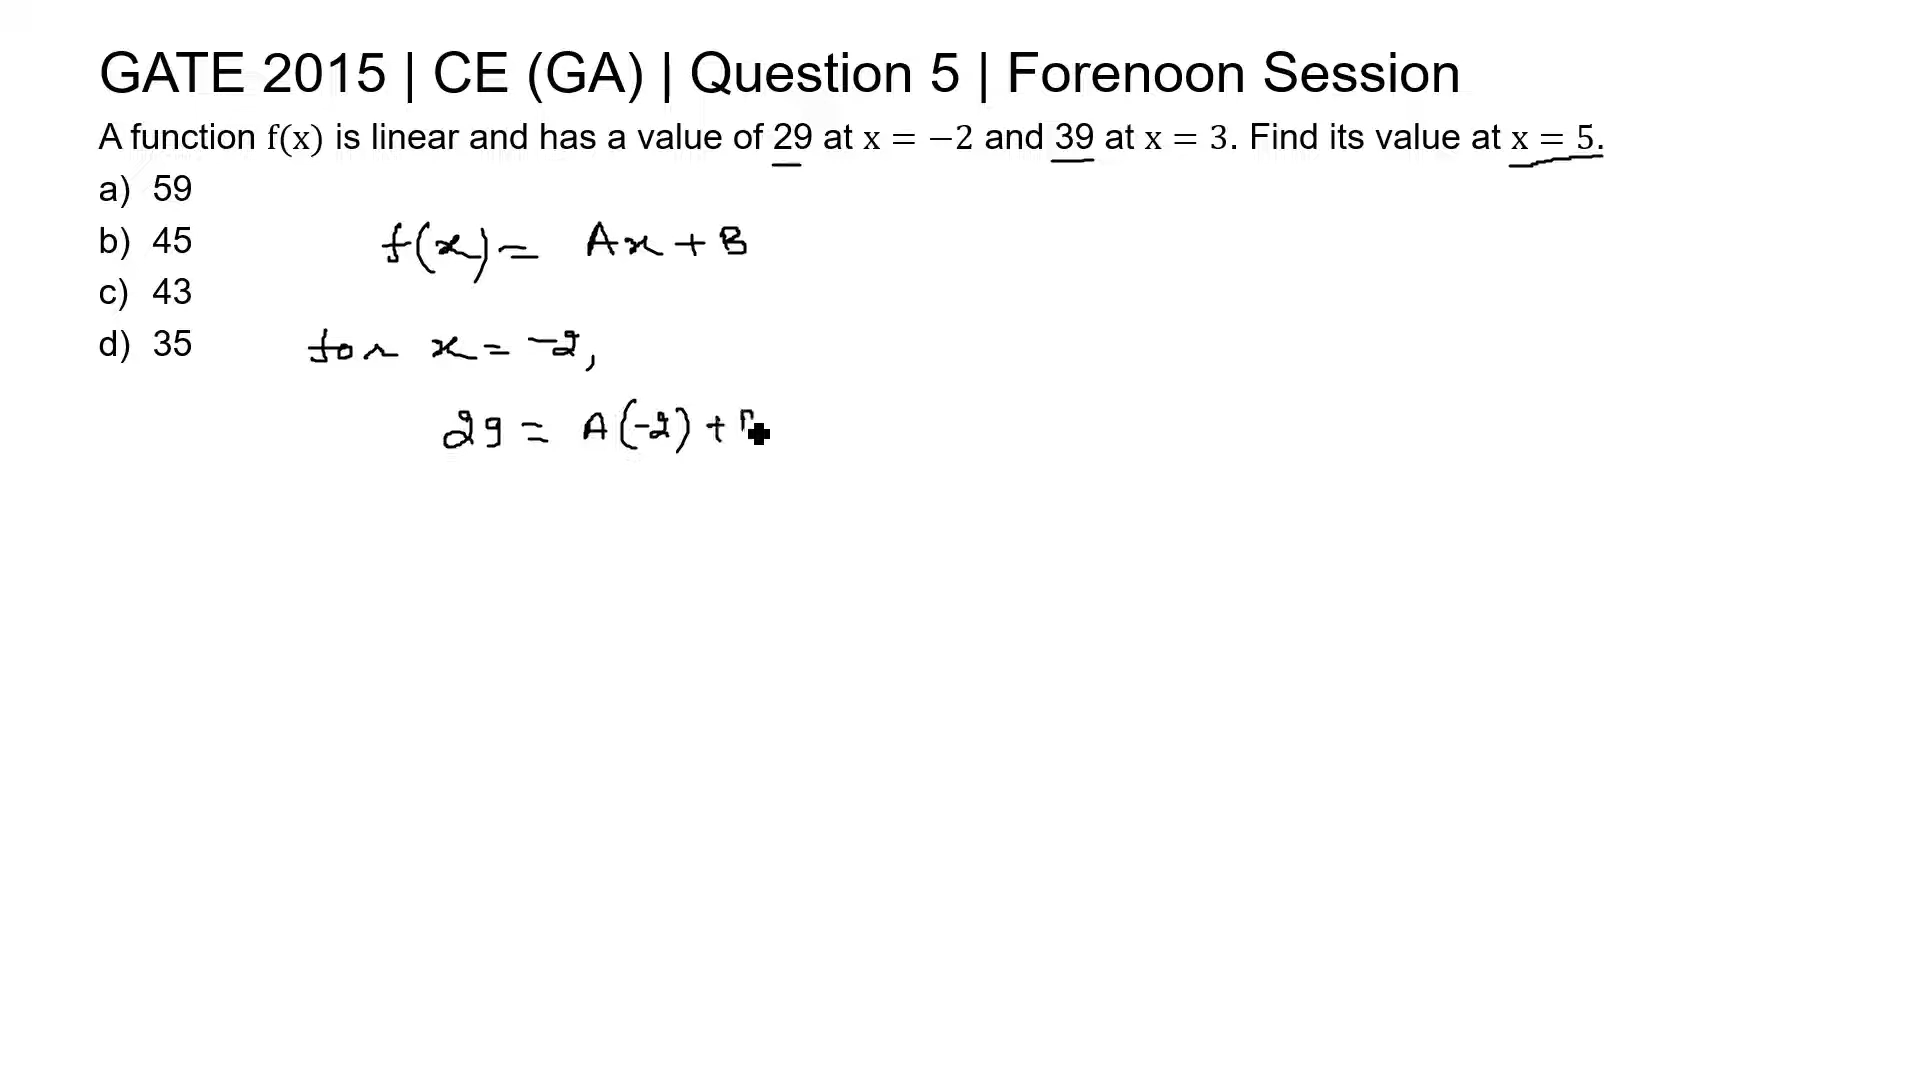 GATE 2015 | CE (GA) | Question 5 | Forenoon Session
A function f(x) is linear and has a value of 29 at x = −2 and 39 at x = 3. Find its value at x = 5.
a) 59
b) 45
c) 43
d) 35
f(x) = Ax + B
for x = -2,
29 = A(-2) +